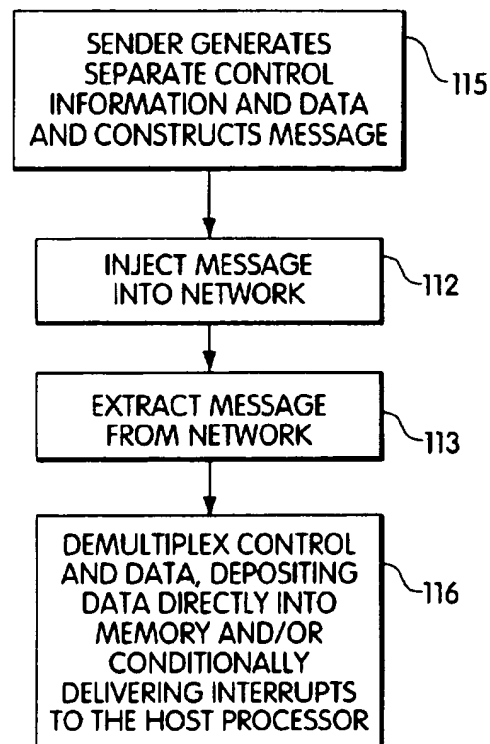 SENDER GENERATES
SEPARATE CONTROL
INFORMATION AND DATA
AND CONSTRUCTS MESSAGE
115
INJECT MESSAGE
INTO NETWORK
112
EXTRACT MESSAGE
FROM NETWORK
113
DEMULTIPLEX CONTROL
AND DATA, DEPOSITING
DATA DIRECTLY INTO
MEMORY AND/OR
CONDITIONALLY
DELIVERING INTERRUPTS
TO THE HOST PROCESSOR
116